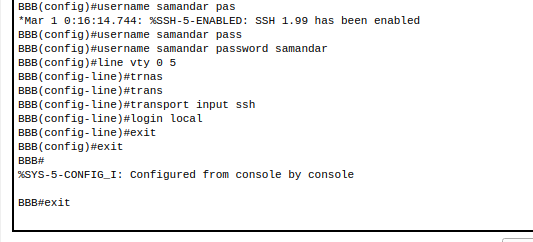 BBB(config)#username samandar pas
*Mar 1 0:16:14.744: %SSH-5-ENABLED: SSH 1.99 has been enabled
BBB(config)#username samandar pass
BBB(config)#username samandar password samandar
BBB(config)#line vty 0 5
BBB(config-line)#trnas
BBB(config-line)#trans
BBB(config-line)#transport input ssh
BBB(config-line)#login local
BBB(config-line)#exit
BBB(config)#exit
BBB#
%SYS-5-CONFIG_I: Configured from console by console
BBB#exit